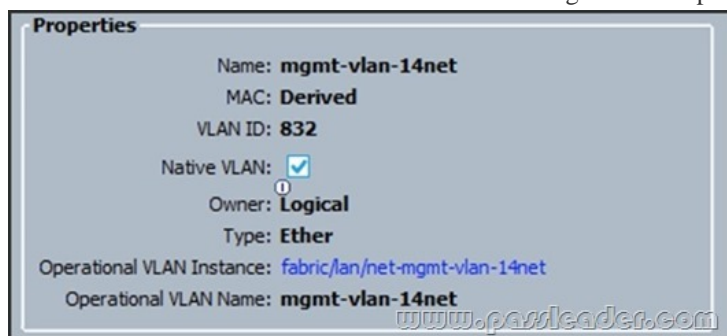 Properties
Name: mgmt-vlan-14net
MAC: Derived
VLAN ID: 832
Native VLAN:
Owner: Logical
Type: Ether
Operational VLAN Instance: fabric/lan/net-mgmt-vlan-14net
Operational VLAN Name: mgmt-vlan-14net
www.passleader.com